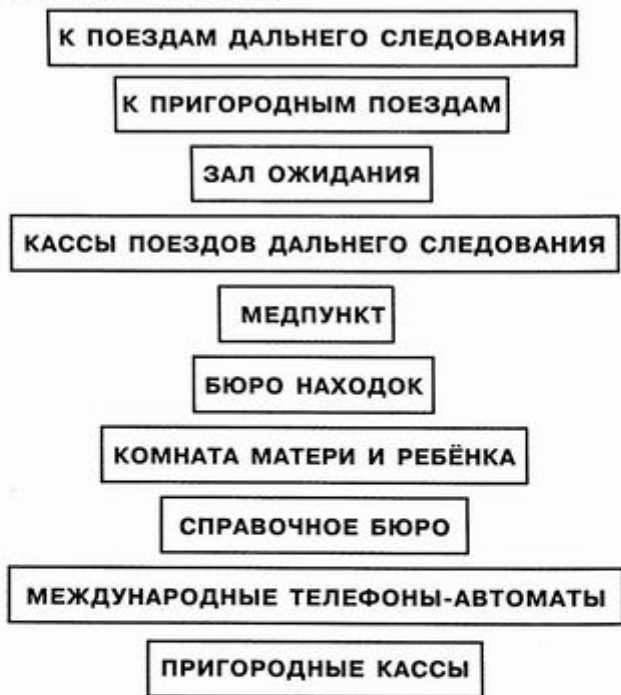 К ПОЕЗДАМ ДАЛЬНЕГО СЛЕДОВАНИЯ
К ПРИГОРОДНЫМ ПОЕЗДАМ
ЗАЛ ОЖИДАНИЯ
КАССЫ ПОЕЗДОВ ДАЛЬНЕГО СЛЕДОВАНИЯ
МЕДПУНКТ
БЮРО НАХОДОК
КОМНАТА МАТЕРИ И РЕБЁНКА
СПРАВОЧНОЕ БЮРО
МЕЖДУНАРОДНЫЕ ТЕЛЕФОНЫ-АВТОМАТЫ
ПРИГОРОДНЫЕ КАССЫ